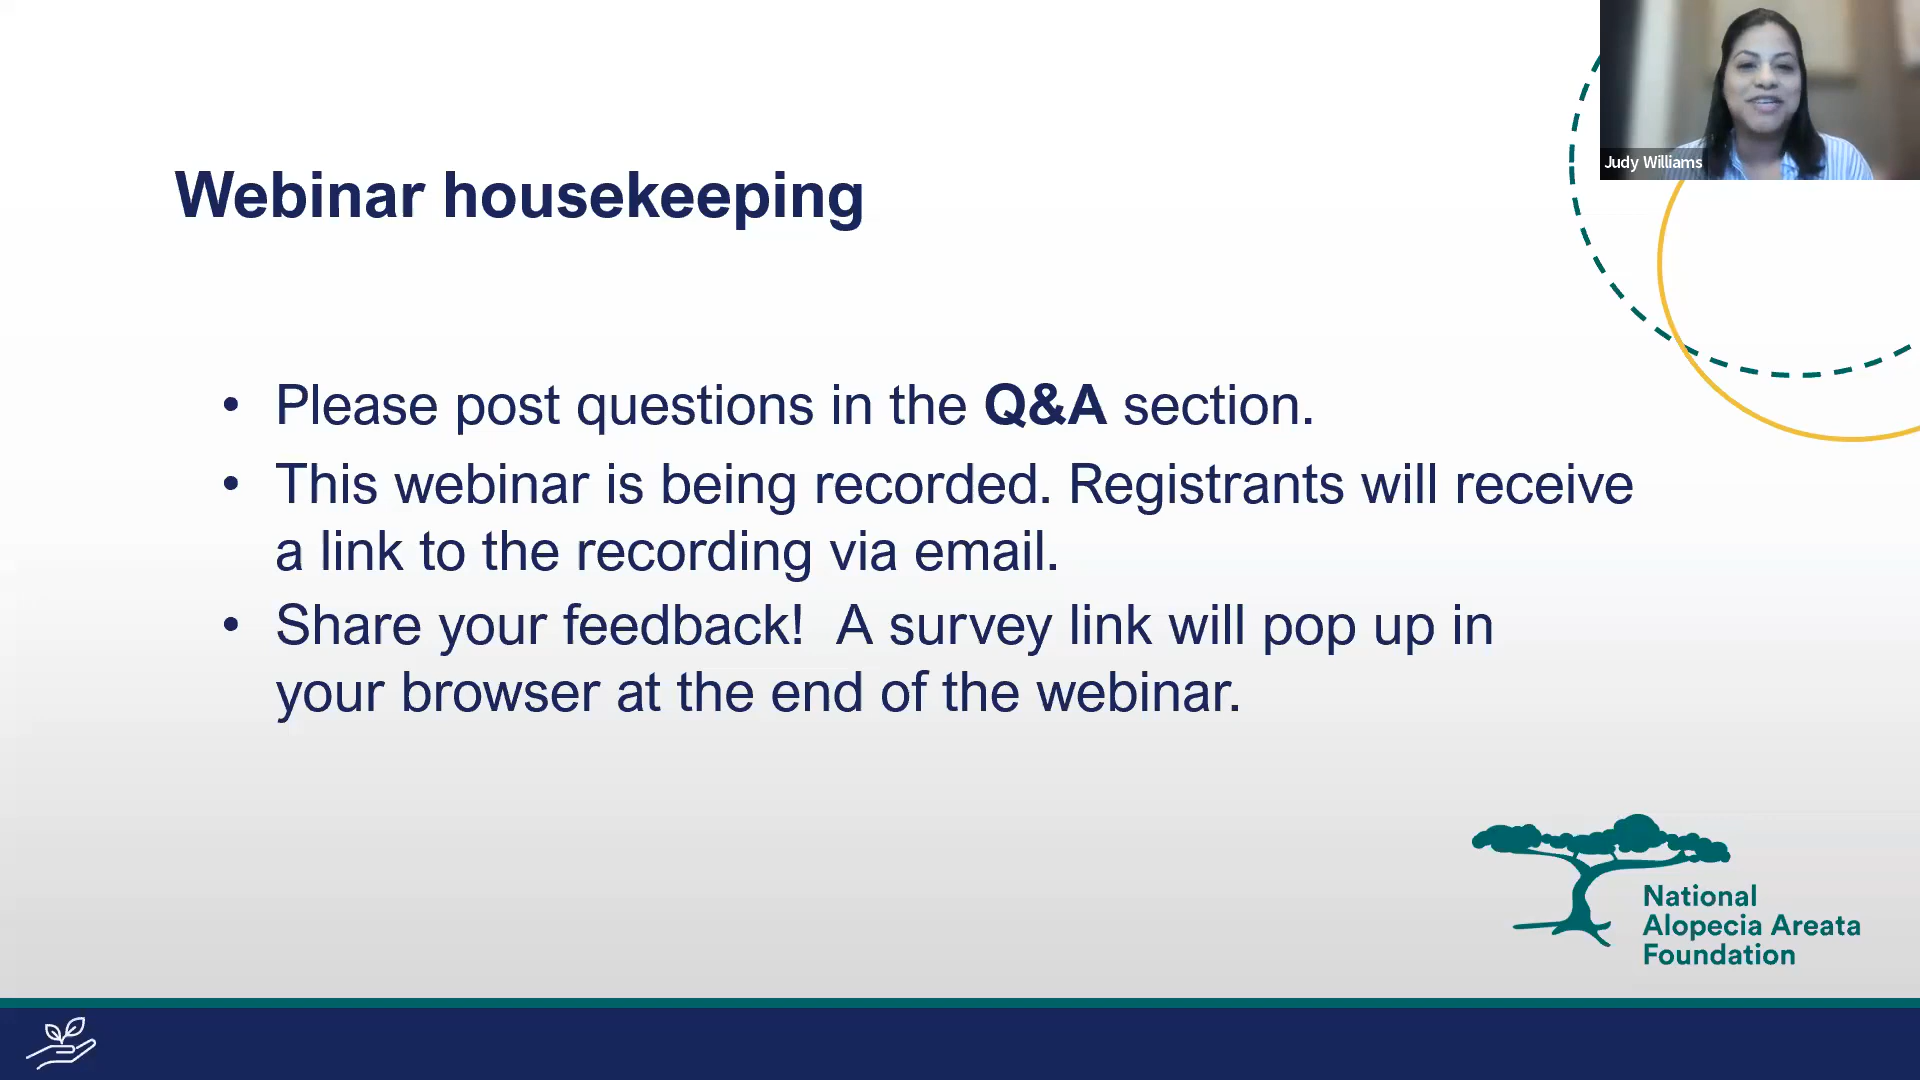 Judy Williams
Webinar housekeeping
• Please post questions in the Q&A section.
• This webinar is being recorded. Registrants will receive
a link to the recording via email.
• Share your feedback!  A survey link will pop up in
your browser at the end of the webinar.
National
Alopecia Areata
Foundation